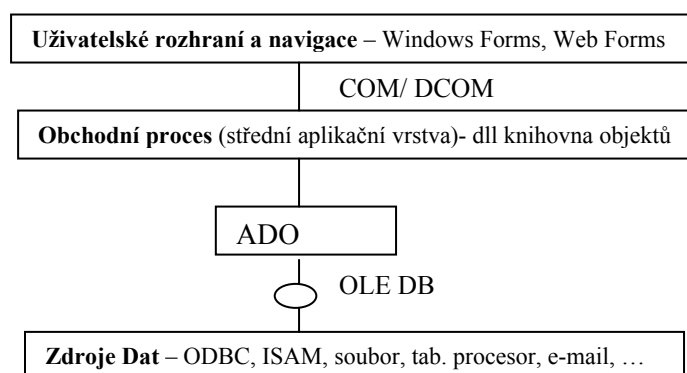 Uživatelské rozhraní a navigace – Windows Forms, Web Forms
COM/ DCOM
Obchodní proces (střední aplikační vrstva)- dll knihovna objektů
ADO
OLE DB
Zdroje Dat – ODBC, ISAM, soubor, tab. procesor, e-mail, …